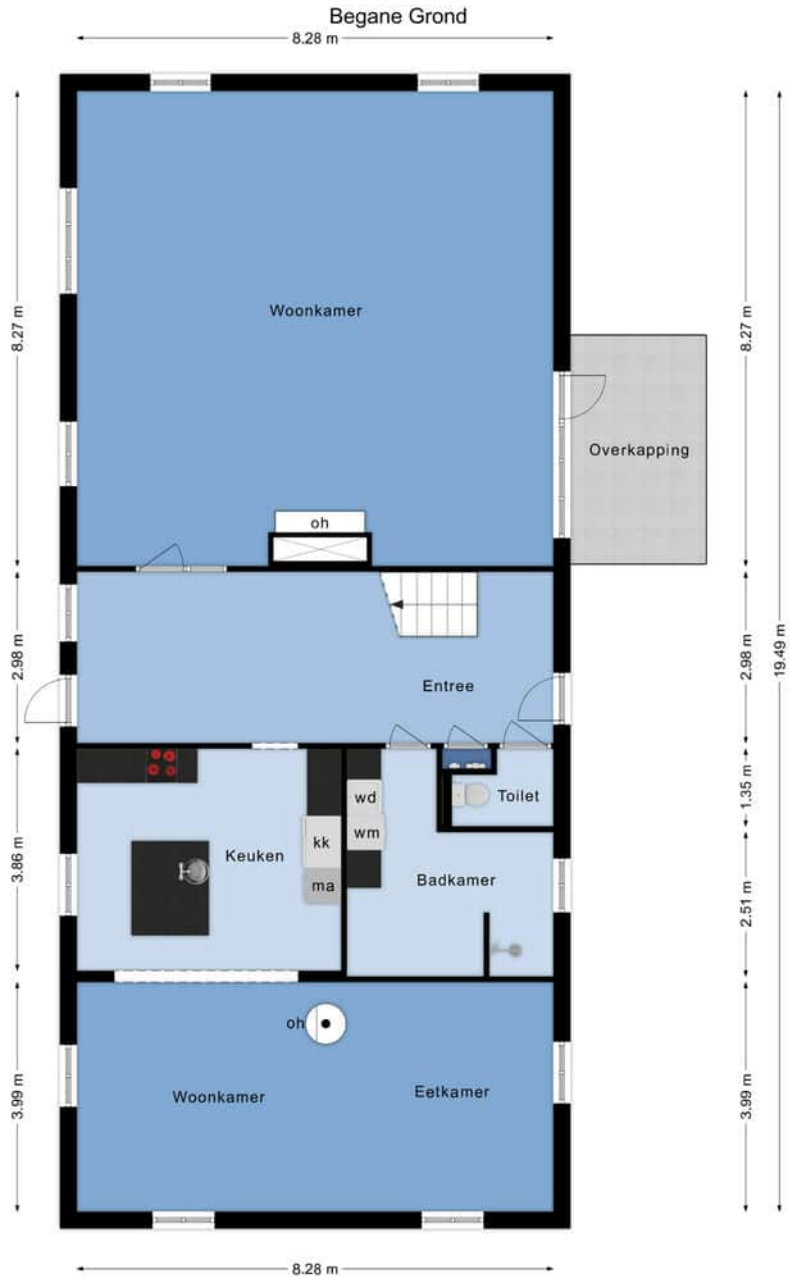 Begane Grond
8.28 m
8.27 m
8.27 m
Woonkamer
Overkapping
oh
2.98 m
2.98 m
19.49 m
Entree
3.86 m
1.35 m
wd
Toilet
wm
kk
Keuken
ma
Badkamer
2.51 m
oh
3.99 m
3.99 m
Woonkamer
Eetkamer
8.28 m